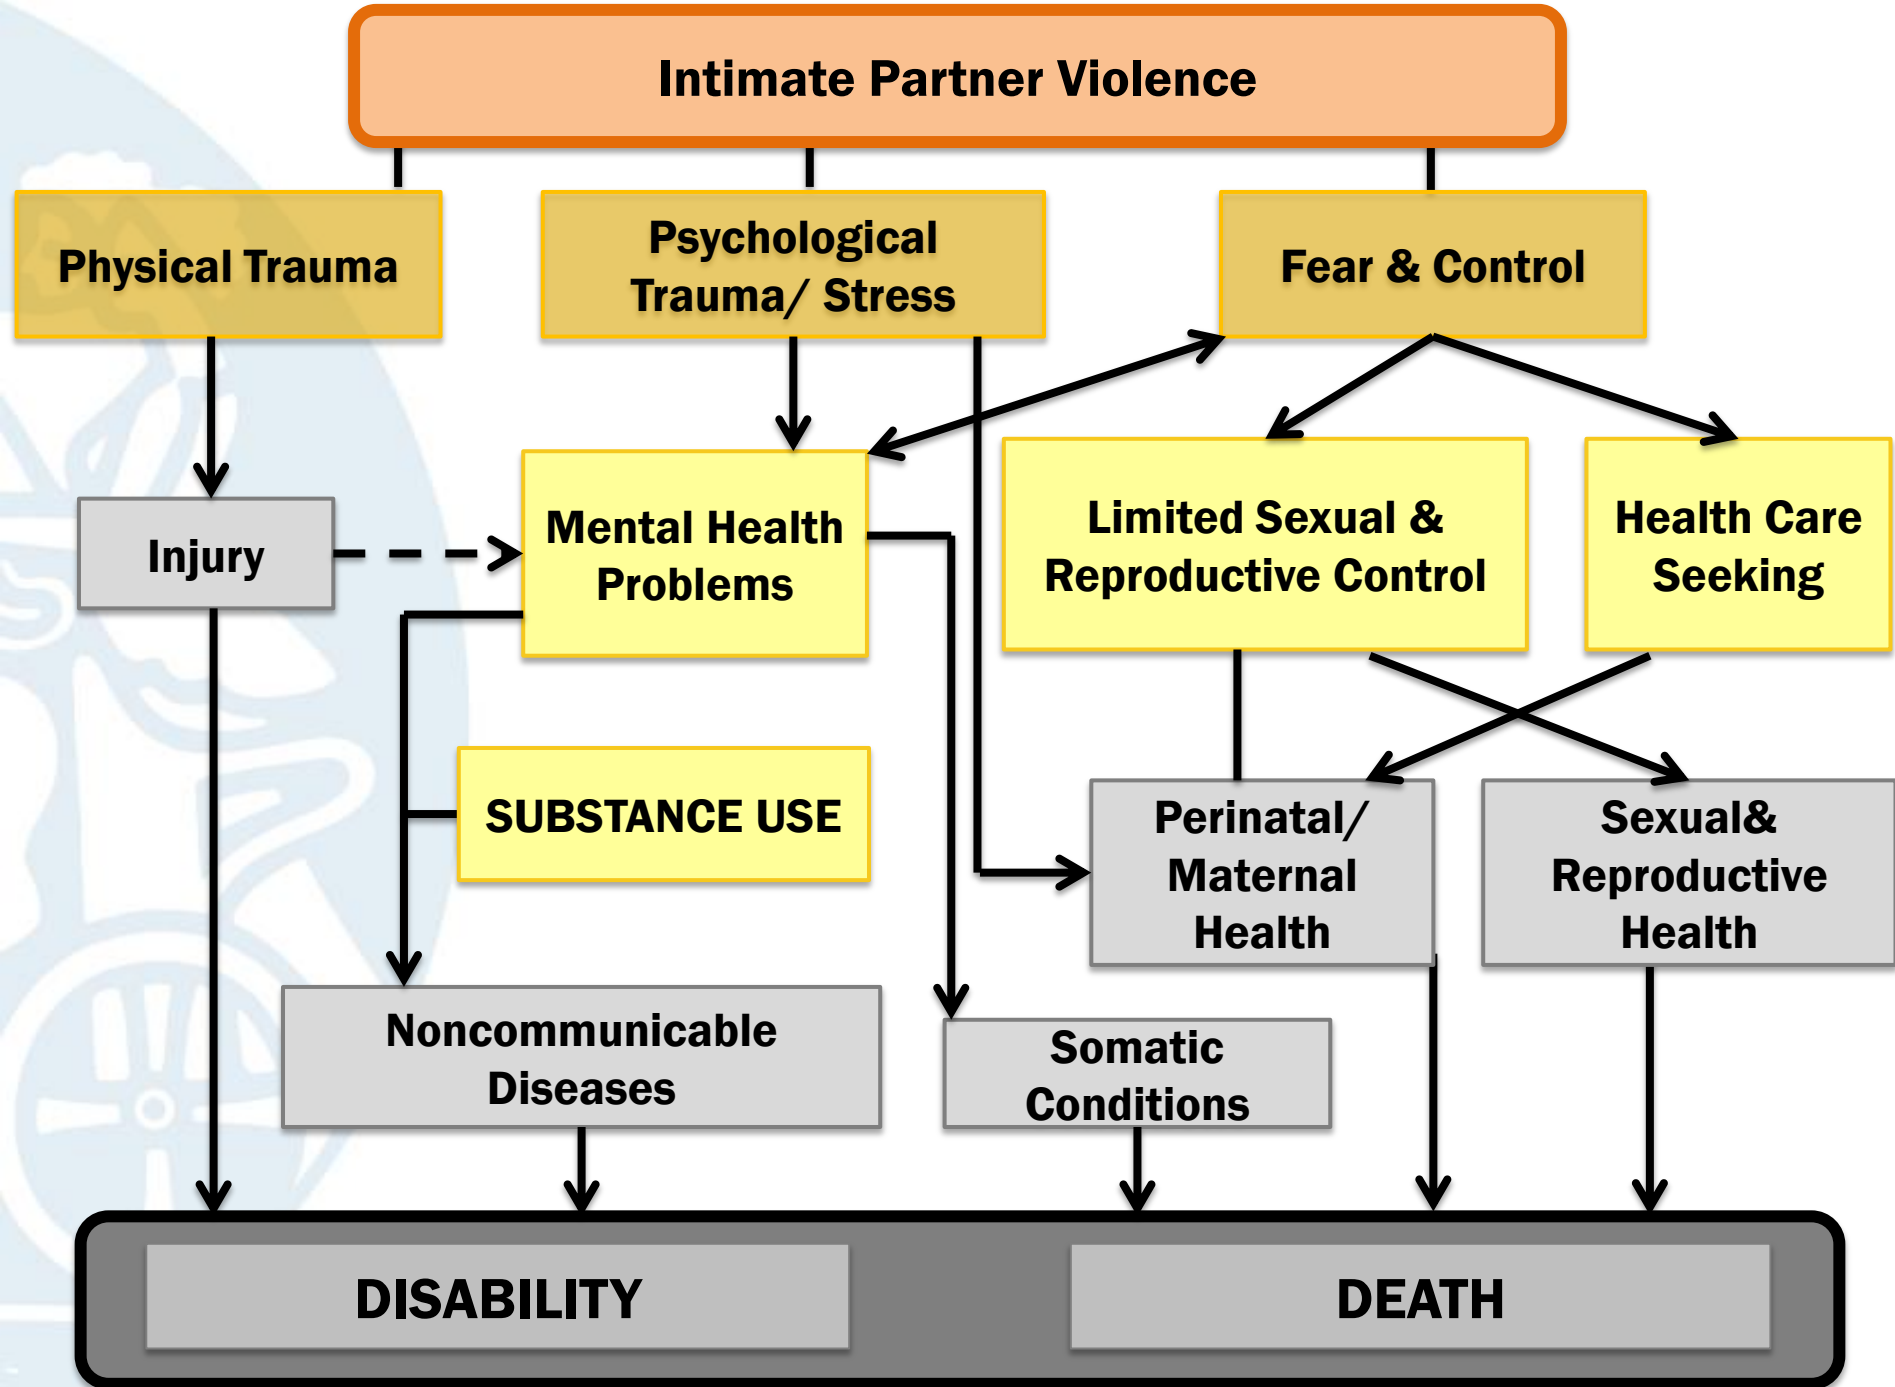 Intimate Partner Violence
Physical Trauma
Psychological
Trauma/ Stress
Fear & Control
Injury
Mental Health
Problems
Limited Sexual &
Reproductive Control
Health Care
Seeking
SUBSTANCE USE
Perinatal/
Maternal
Health
Sexual&
Reproductive
Health
Noncommunicable
Diseases
Somatic
Conditions
DISABILITY
DEATH